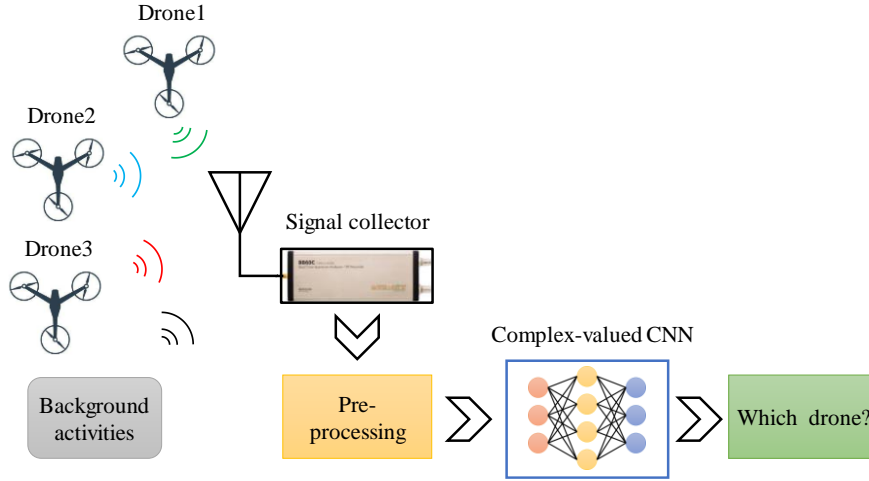 Drone1
Drone2
Signal collector
Drone3
Complex-valued CNN
Background
activities
Pre-
processing
Which drone?